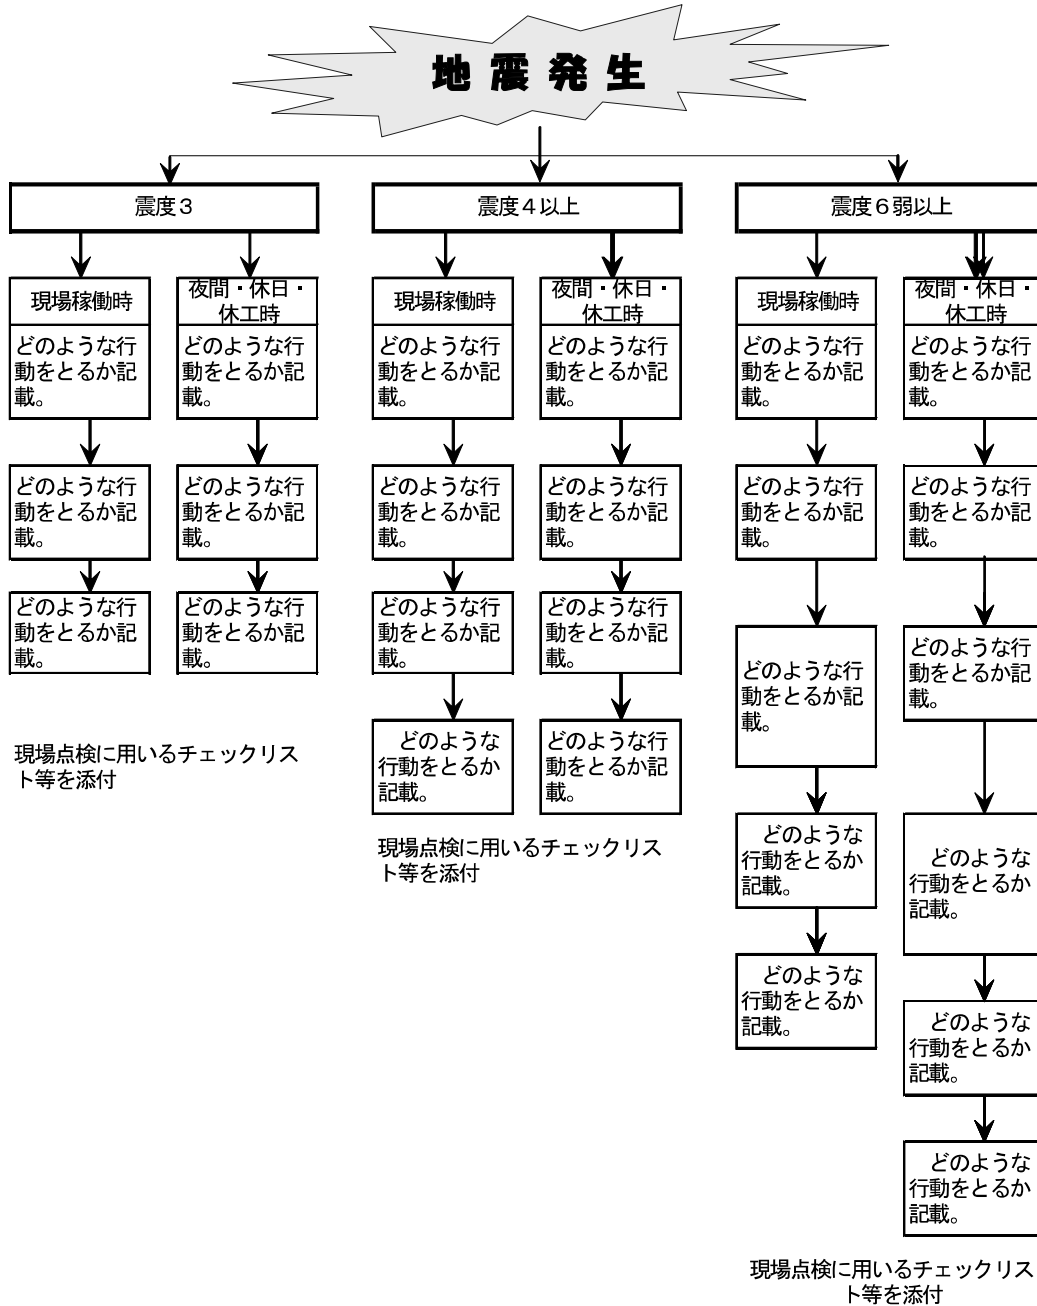 地震発生
震度３
震度４以上
震度６弱以上
現場稼働時
夜間・休日・
休工時
現場稼働時
夜間・休日・
休工時
現場稼働時
夜間・休日・
休工時
どのような行
動をとるか記
載。
どのような行
動をとるか記
載。
どのような行
動をとるか記
載。
どのような行
動をとるか記
載。
どのような行
動をとるか記
載。
どのような行
動をとるか記
載。
どのような行
動をとるか記
載。
どのような行
動をとるか記
載。
どのような行
動をとるか記
載。
どのような行
動をとるか記
載。
どのような行
動をとるか記
載。
どのような行
動をとるか記
載。
どのような行
動をとるか記
載。
どのような行
動をとるか記
載。
どのような行
動をとるか記
載。
どのような行
動をとるか記
載。
どのような行
動をとるか記
載。
どのような行
動をとるか記
載。
現場点検に用いるチェックリス
ト等を添付
どのような
行動をとるか
記載。
どのような行
動をとるか記
載。
現場点検に用いるチェックリス
ト等を添付
どのような
行動をとるか
記載。
どのような
行動をとるか
記載。
どのような
行動をとるか
記載。
どのような
行動をとるか
記載。
どのような
行動をとるか
記載。
現場点検に用いるチェックリス
ト等を添付